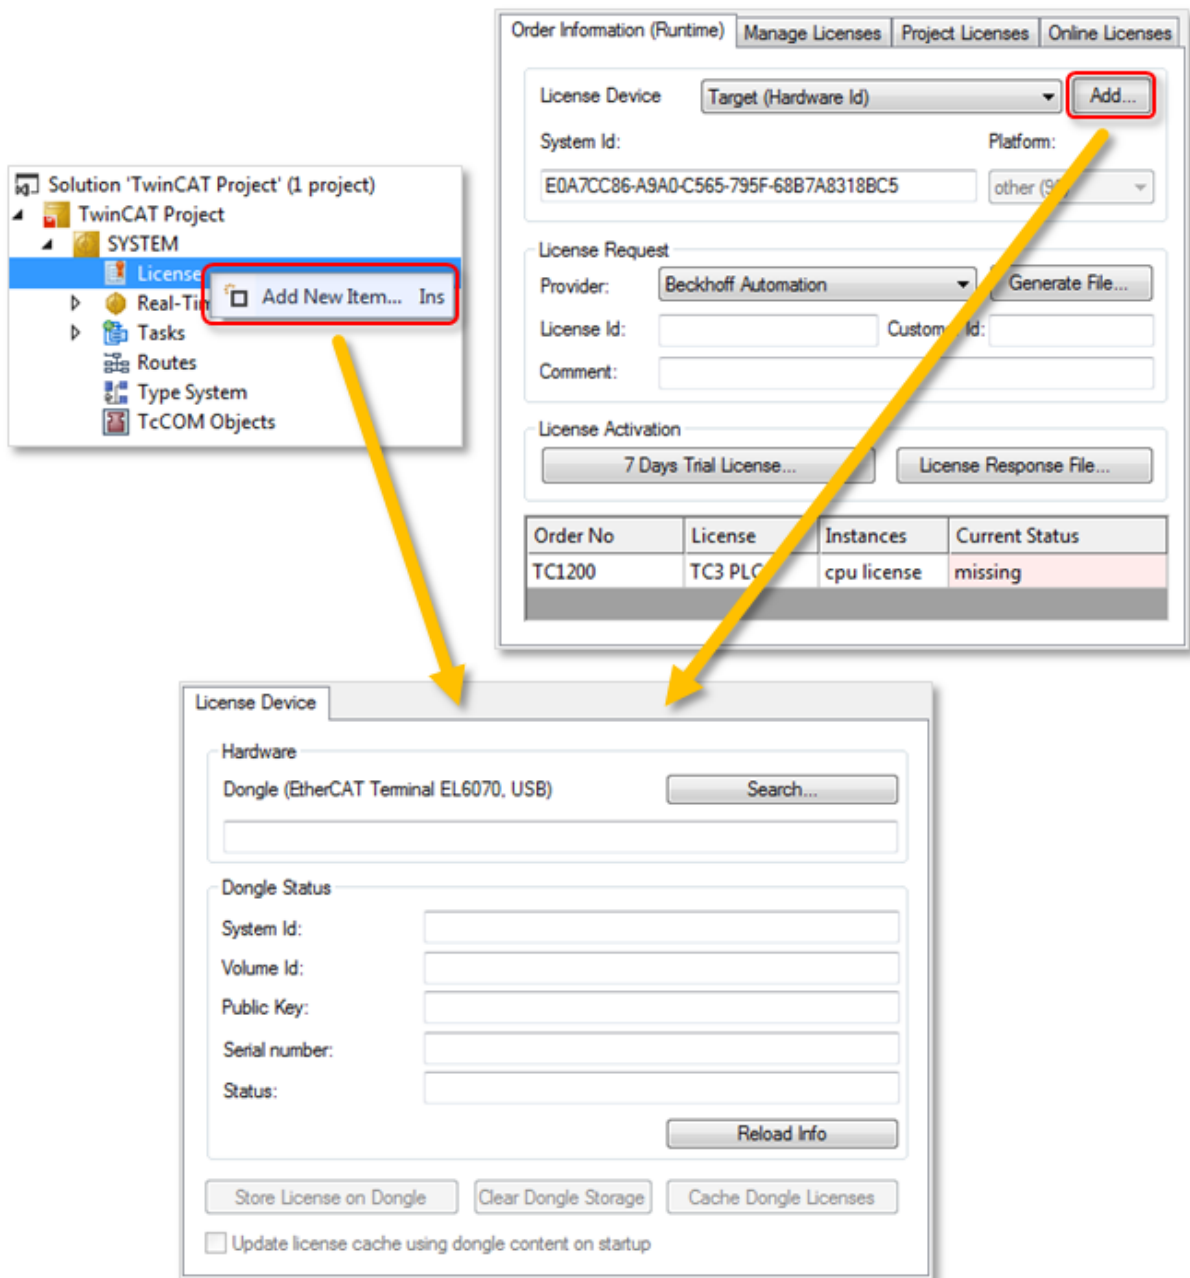 Order Information (Runtime) Manage Licenses Project Licenses Online Licenses
License Device Target (Hardware Id) Add...
System Id: Platform:
E0A7CC86-A9A0-C565-795F-68B7A8318BC5 other
License Request
Provider: Beckhoff Automation Generate File...
License Id: Id:
Comment:
License Activation
7 Days Trial License... License Response File...
Order No License Instances Current Status
TC1200 TC3 PLC cpu license missing
Solution 'TwinCAT Project' (1 project)
TwinCAT Project
SYSTEM
License
Add New Item... Ins
Tasks
Routes
Type System
TcCOM Objects
License Device
Hardware
Dongle (EtherCAT Terminal EL6070, USB) Search...
Dongle Status
System Id:
Volume Id:
Public Key:
Serial number:
Status:
Reload Info
Store License on Dongle Clear Dongle Storage Cache Dongle Licenses
Update license cache using dongle content on startup